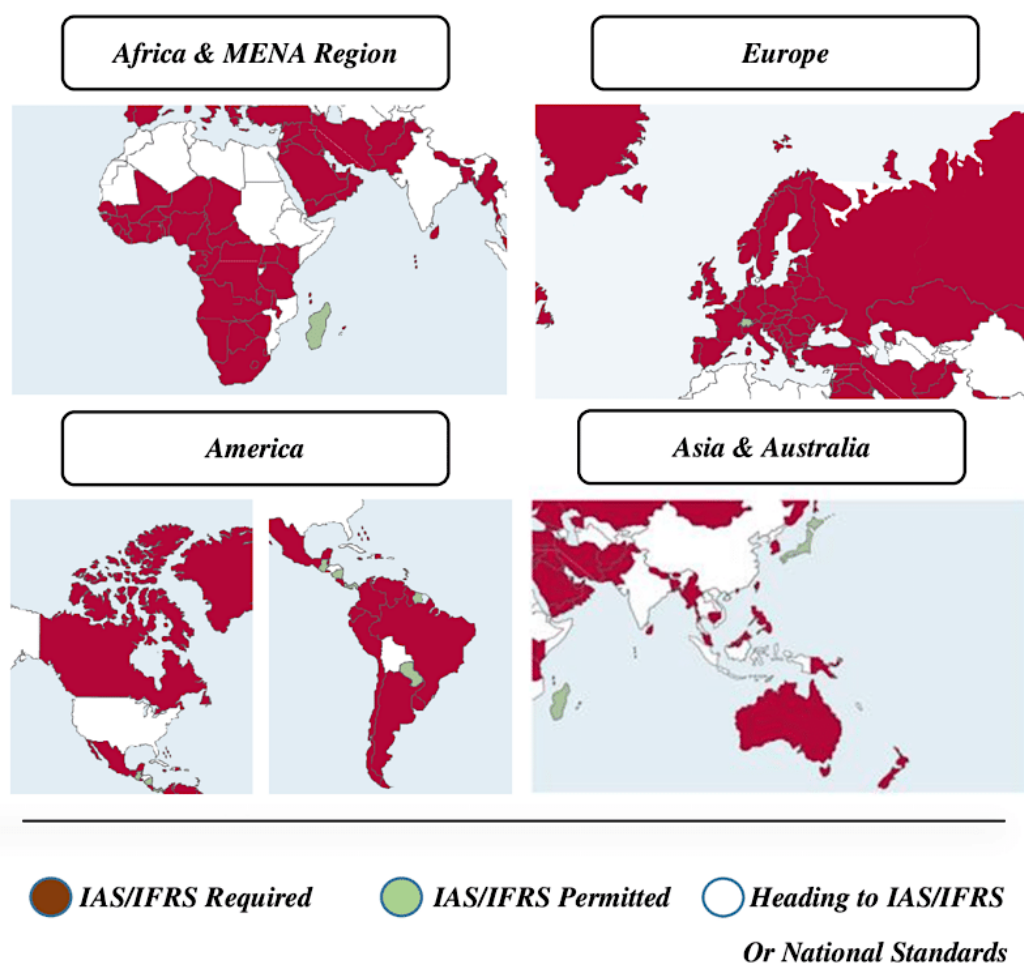 Africa & MENA Region
Europe
America
Asia & Australia
IAS/IFRS Required
IAS/IFRS Permitted
Heading to IAS/IFRS
Or National Standards